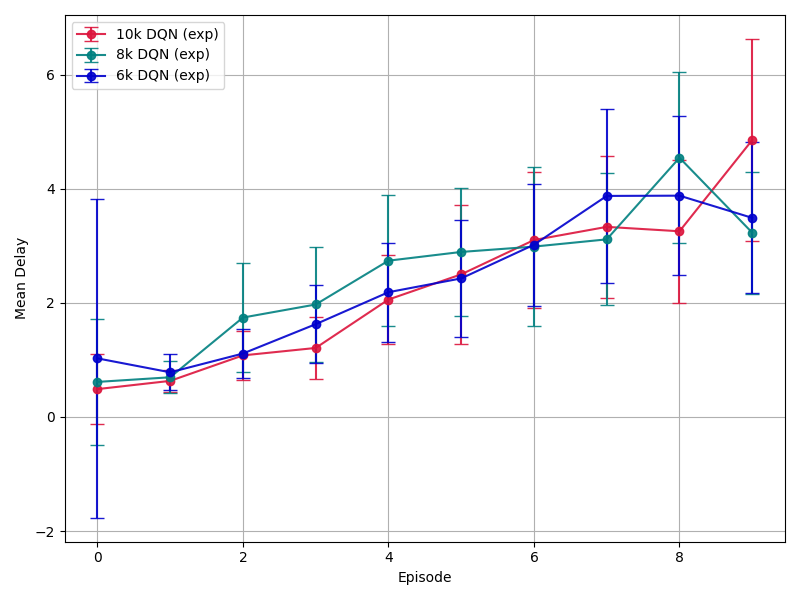 10k DQN (exp)
8k DQN (exp)
6k DQN (exp)
6
4
2
0
−2
Mean Delay
0 2 4 6 8
Episode